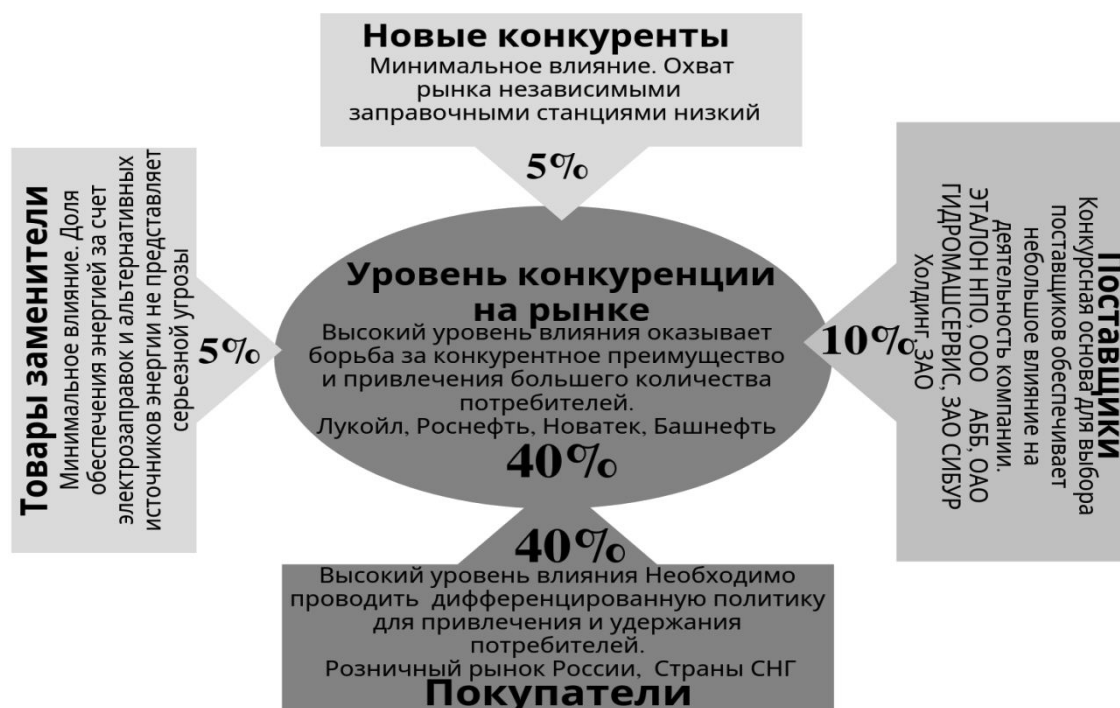 Новые конкуренты
Минимальное влияние. Охват
рынка независимыми
заправочными станциями низкий
5%
Товары заменители
Минимальное влияние. Доля
обеспечения энергией за счет
электрозаправок и альтернативных
источников энергии не представляет
серьезной угрозы
5%
Уровень конкуренции
на рынке
Высокий уровень влияния оказывает
борьба за конкурентное преимущество
и привлечения большего количества
потребителей.
Лукойл, Роснефть, Новатек, Башнефть
40%
Поставщики
Конкурсная основа для выбора
поставщиков обеспечивает
небольшое влияние на
деятельность компании.
ЭТАЛОН НПО, ООО АББ, ОАО
ГИДРОМАШСЕРВИС, ЗАО СИБУР
Холдинг, ЗАО
10%
40%
Высокий уровень влияния Необходимо
проводить дифференцированную политику
для привлечения и удержания
потребителей.
Розничный рынок России, Страны СНГ
Покупатели